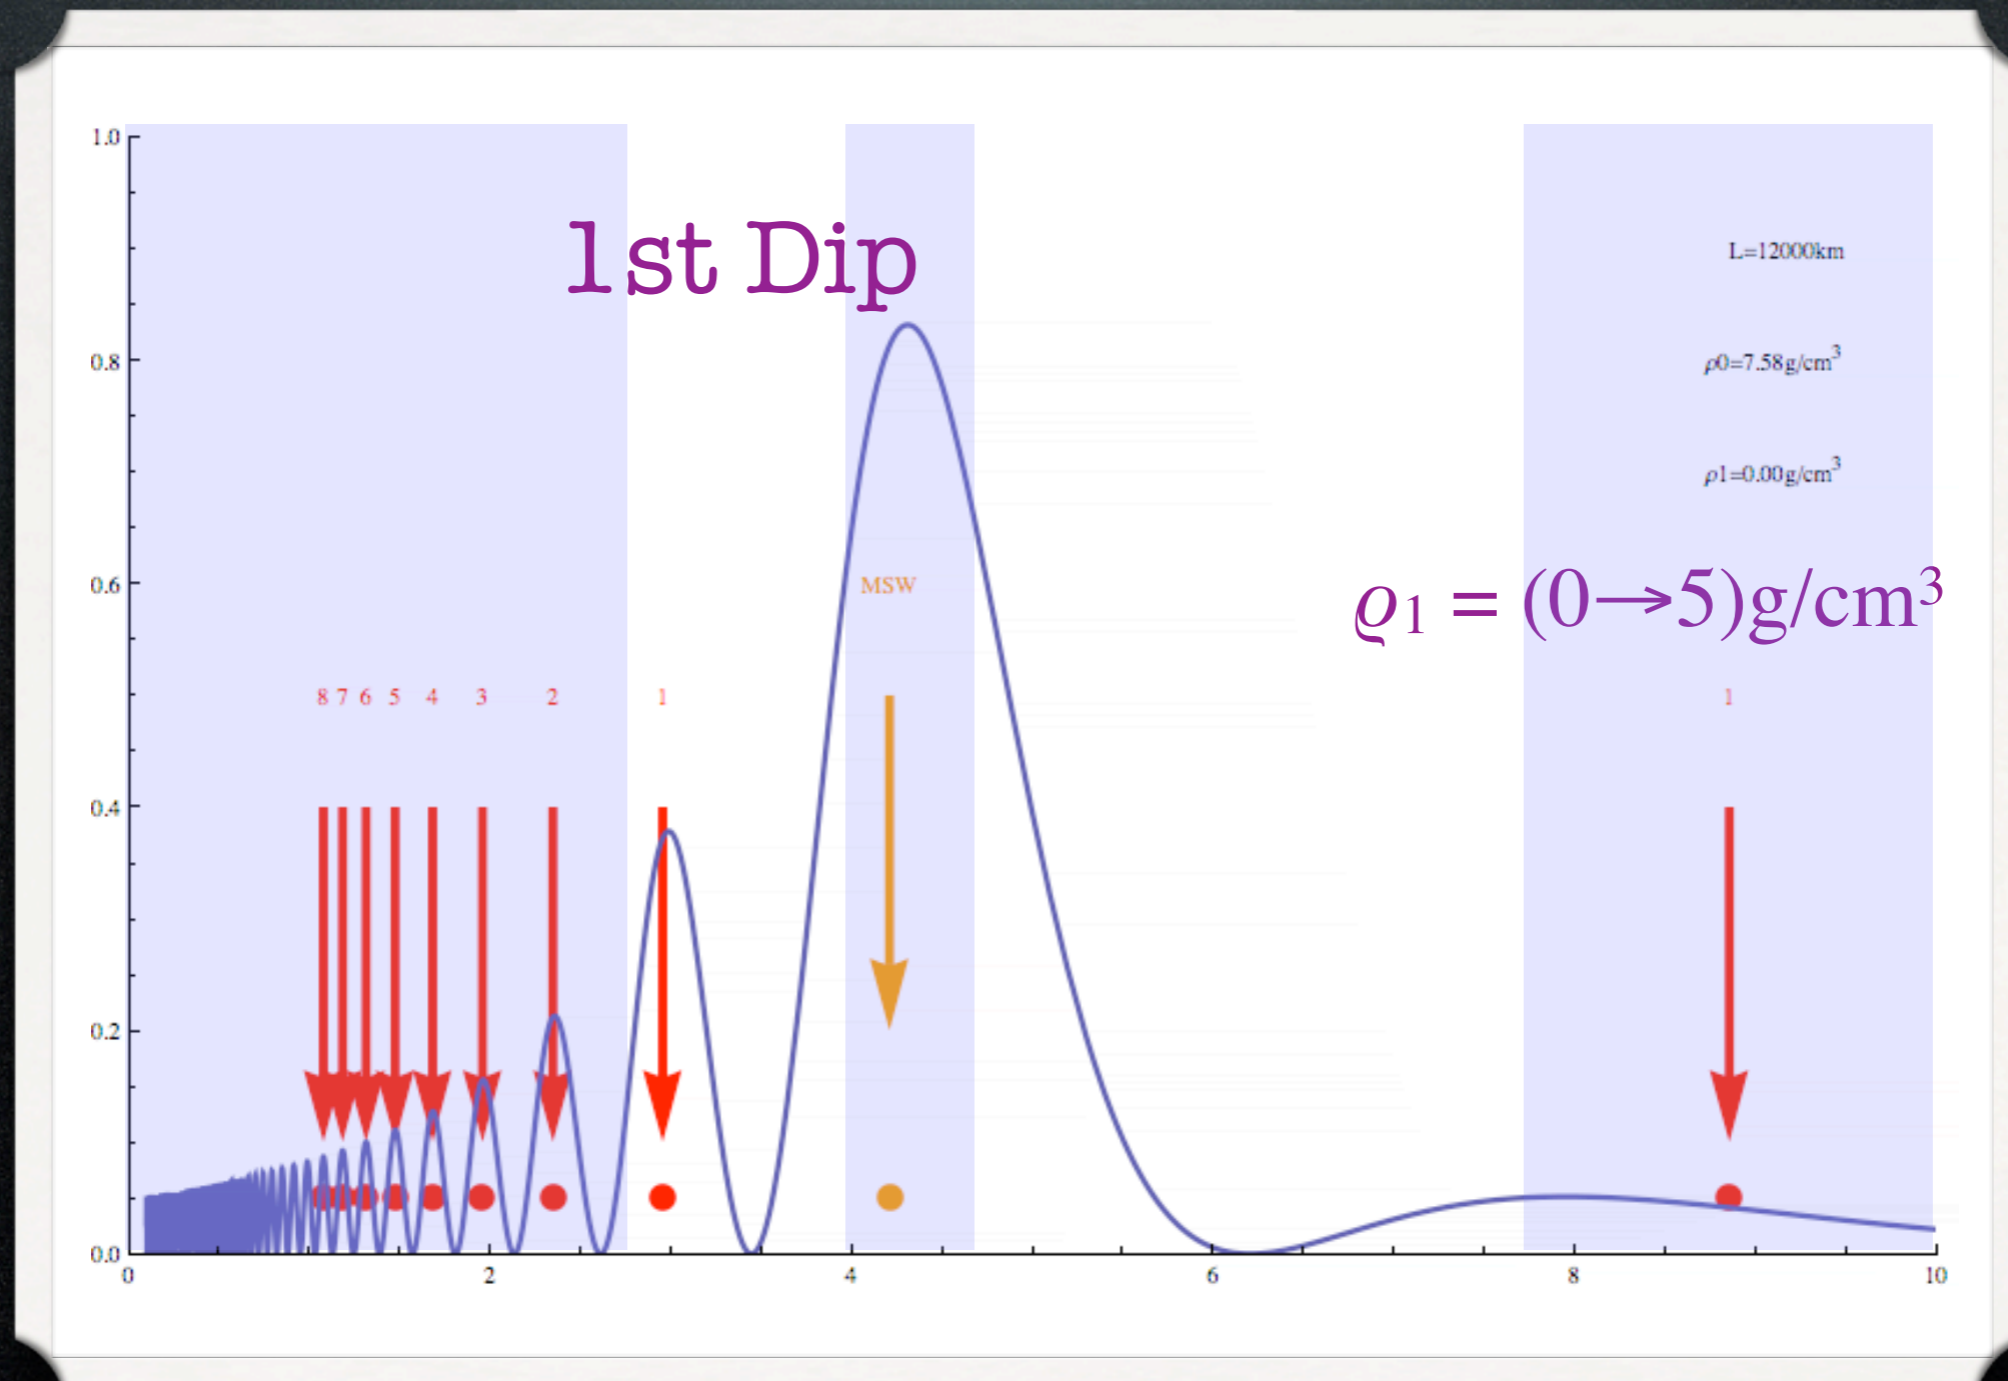 1.0
1st Dip
L=12000km
0.8
ρ0=7.58g/cm³
ρ1=0.00g/cm³
0.6
MSW
ϱ₁ = (0→5)g/cm³
8 7 6 5 4 3 2 1 1
0.4
0.2
0.0
0 2 4 6 8 10